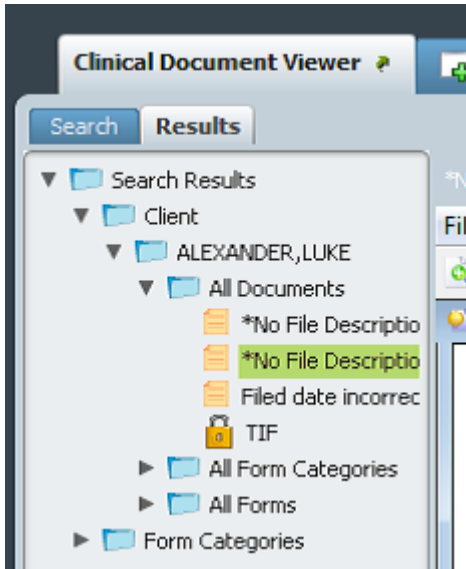 Clinical Document Viewer
Search
Results
Search Results
Client
ALEXANDER,LUKE
All Documents
*No File Descriptio
*No File Descriptio
Filed date incorrec
TIF
All Form Categories
All Forms
Form Categories
*N
Fil